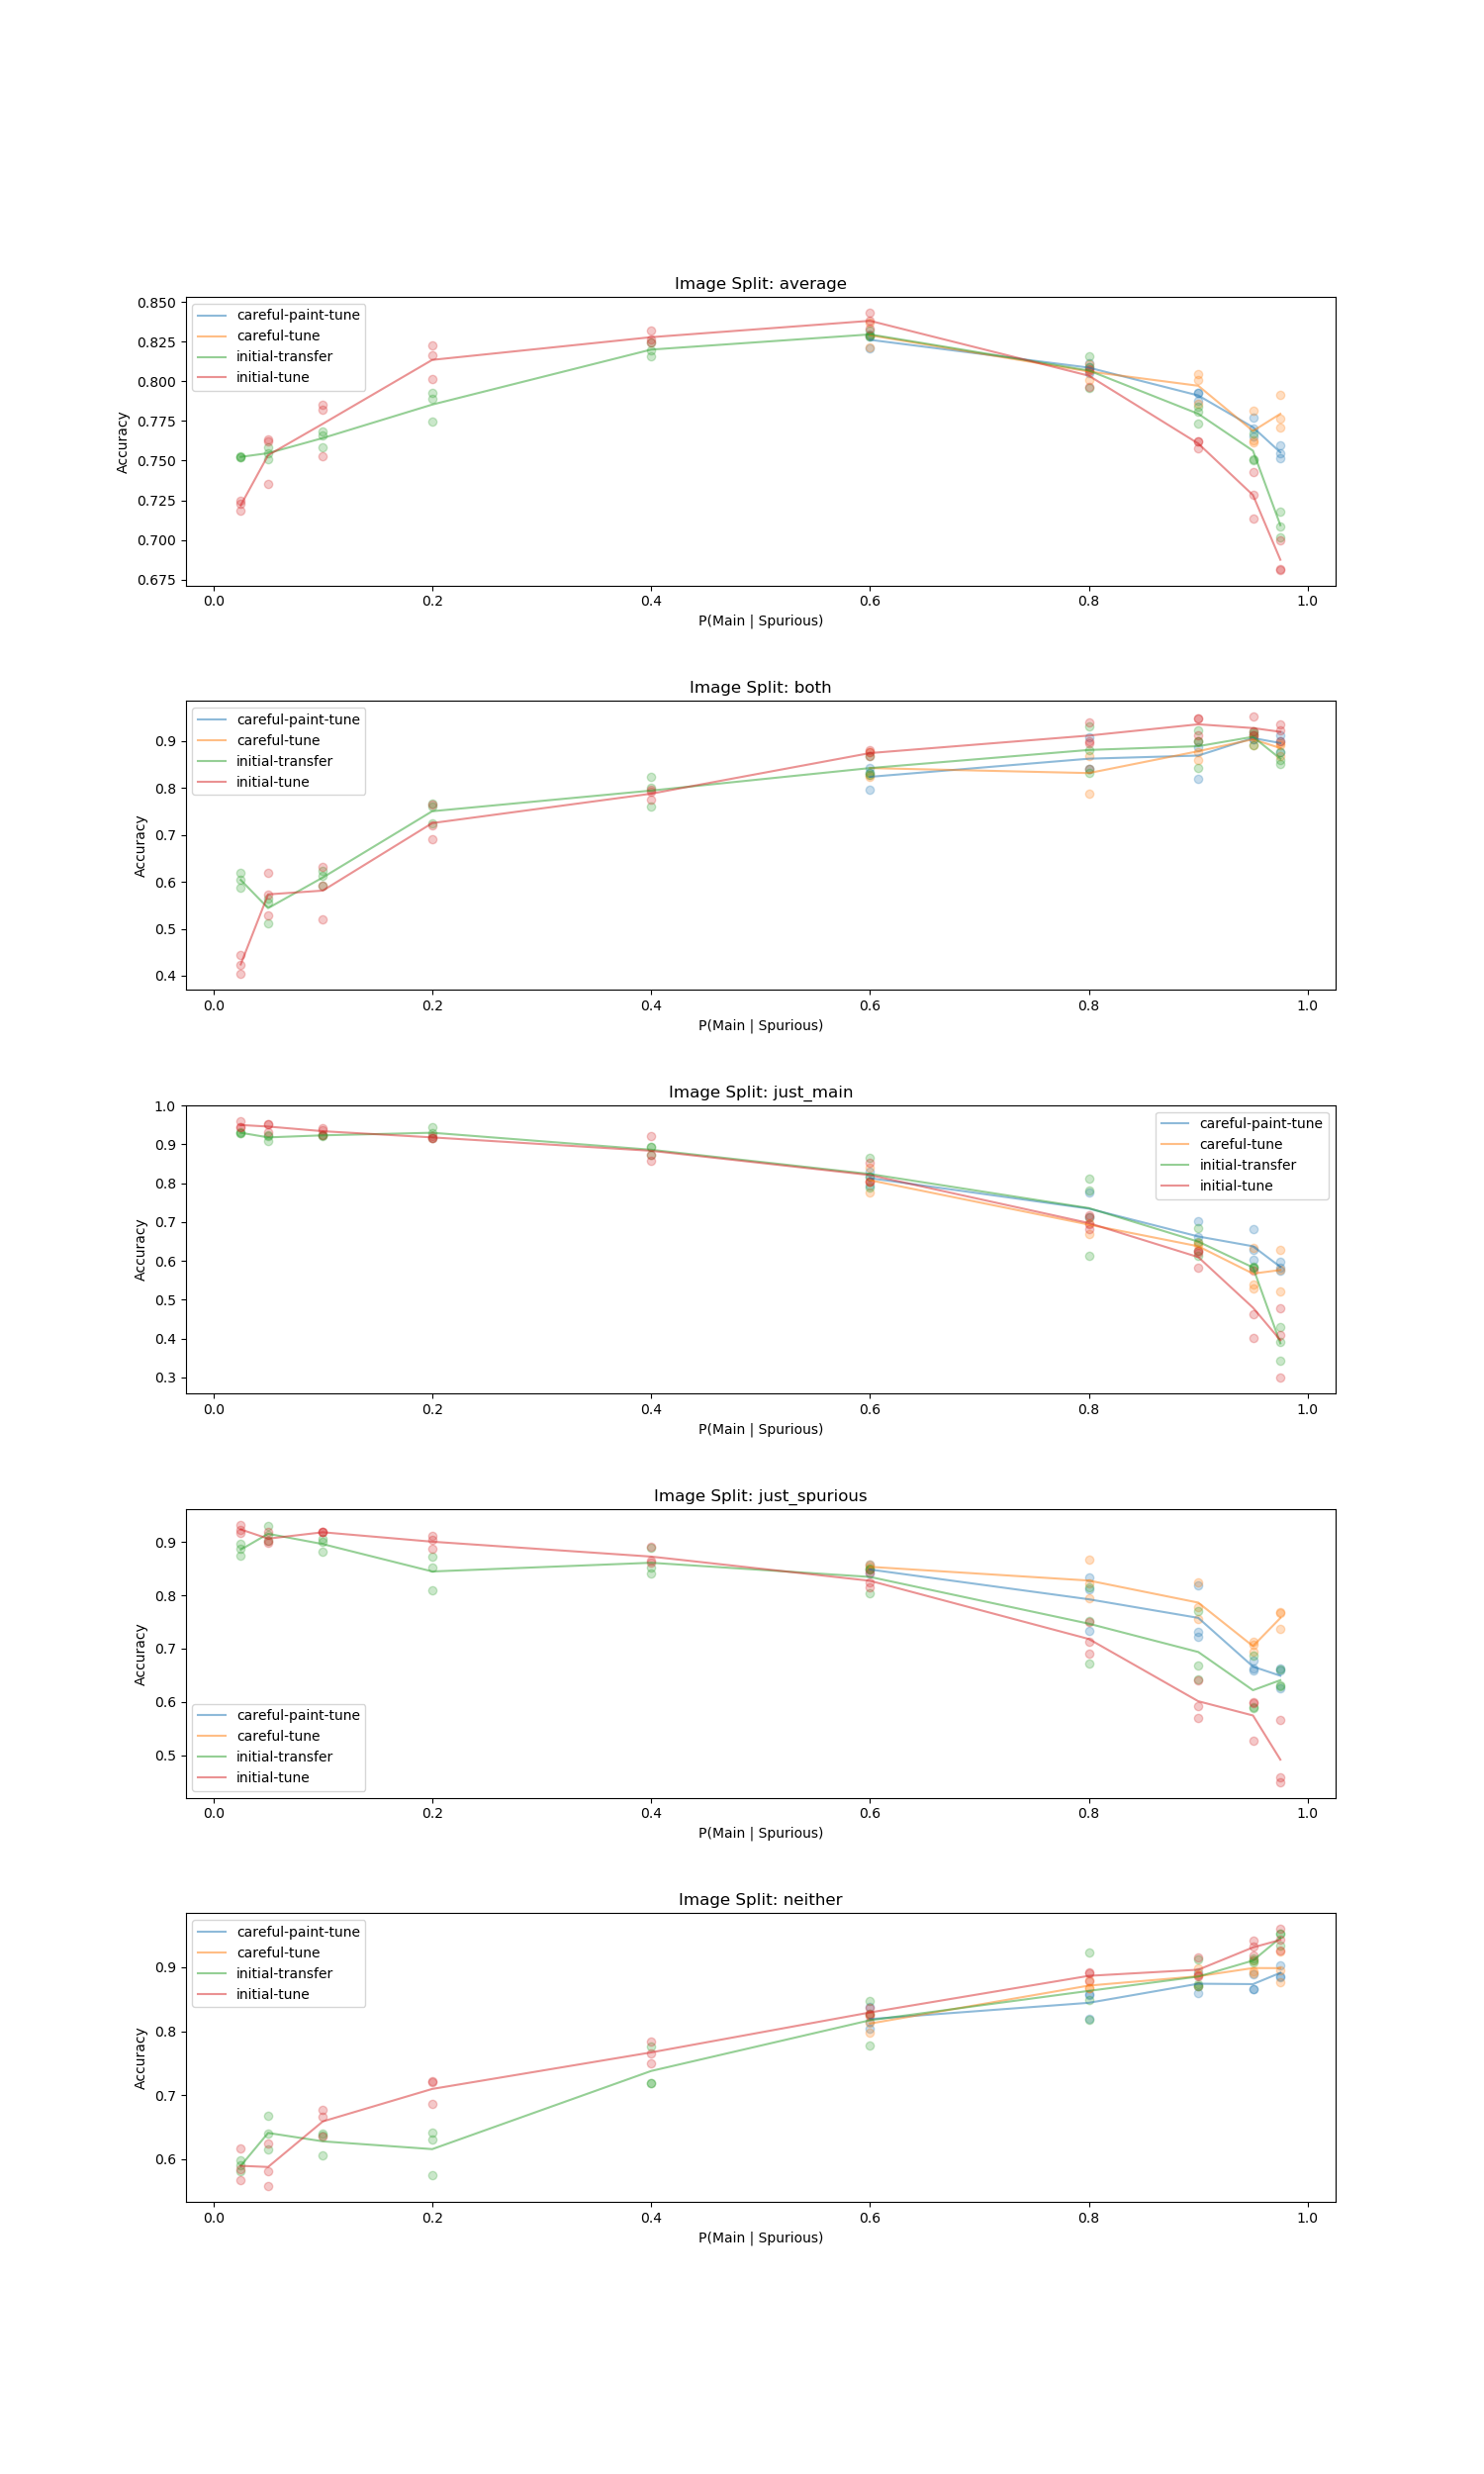 Image Split: average
0.850
0.825
0.800
0.775
0.750
0.725
0.700
0.675
Accuracy
careful-paint-tune
careful-tune
initial-transfer
initial-tune
0.0 0.2 0.4 0.6 0.8 1.0
P(Main | Spurious)
Image Split: both
0.9
0.8
0.7
0.6
0.5
0.4
Accuracy
careful-paint-tune
careful-tune
initial-transfer
initial-tune
0.0 0.2 0.4 0.6 0.8 1.0
P(Main | Spurious)
Image Split: just_main
1.0
0.9
0.8
0.7
0.6
0.5
0.4
0.3
Accuracy
careful-paint-tune
careful-tune
initial-transfer
initial-tune
0.0 0.2 0.4 0.6 0.8 1.0
P(Main | Spurious)
Image Split: just_spurious
0.9
0.8
0.7
0.6
0.5
Accuracy
careful-paint-tune
careful-tune
initial-transfer
initial-tune
0.0 0.2 0.4 0.6 0.8 1.0
P(Main | Spurious)
Image Split: neither
0.9
0.8
0.7
0.6
Accuracy
careful-paint-tune
careful-tune
initial-transfer
initial-tune
0.0 0.2 0.4 0.6 0.8 1.0
P(Main | Spurious)